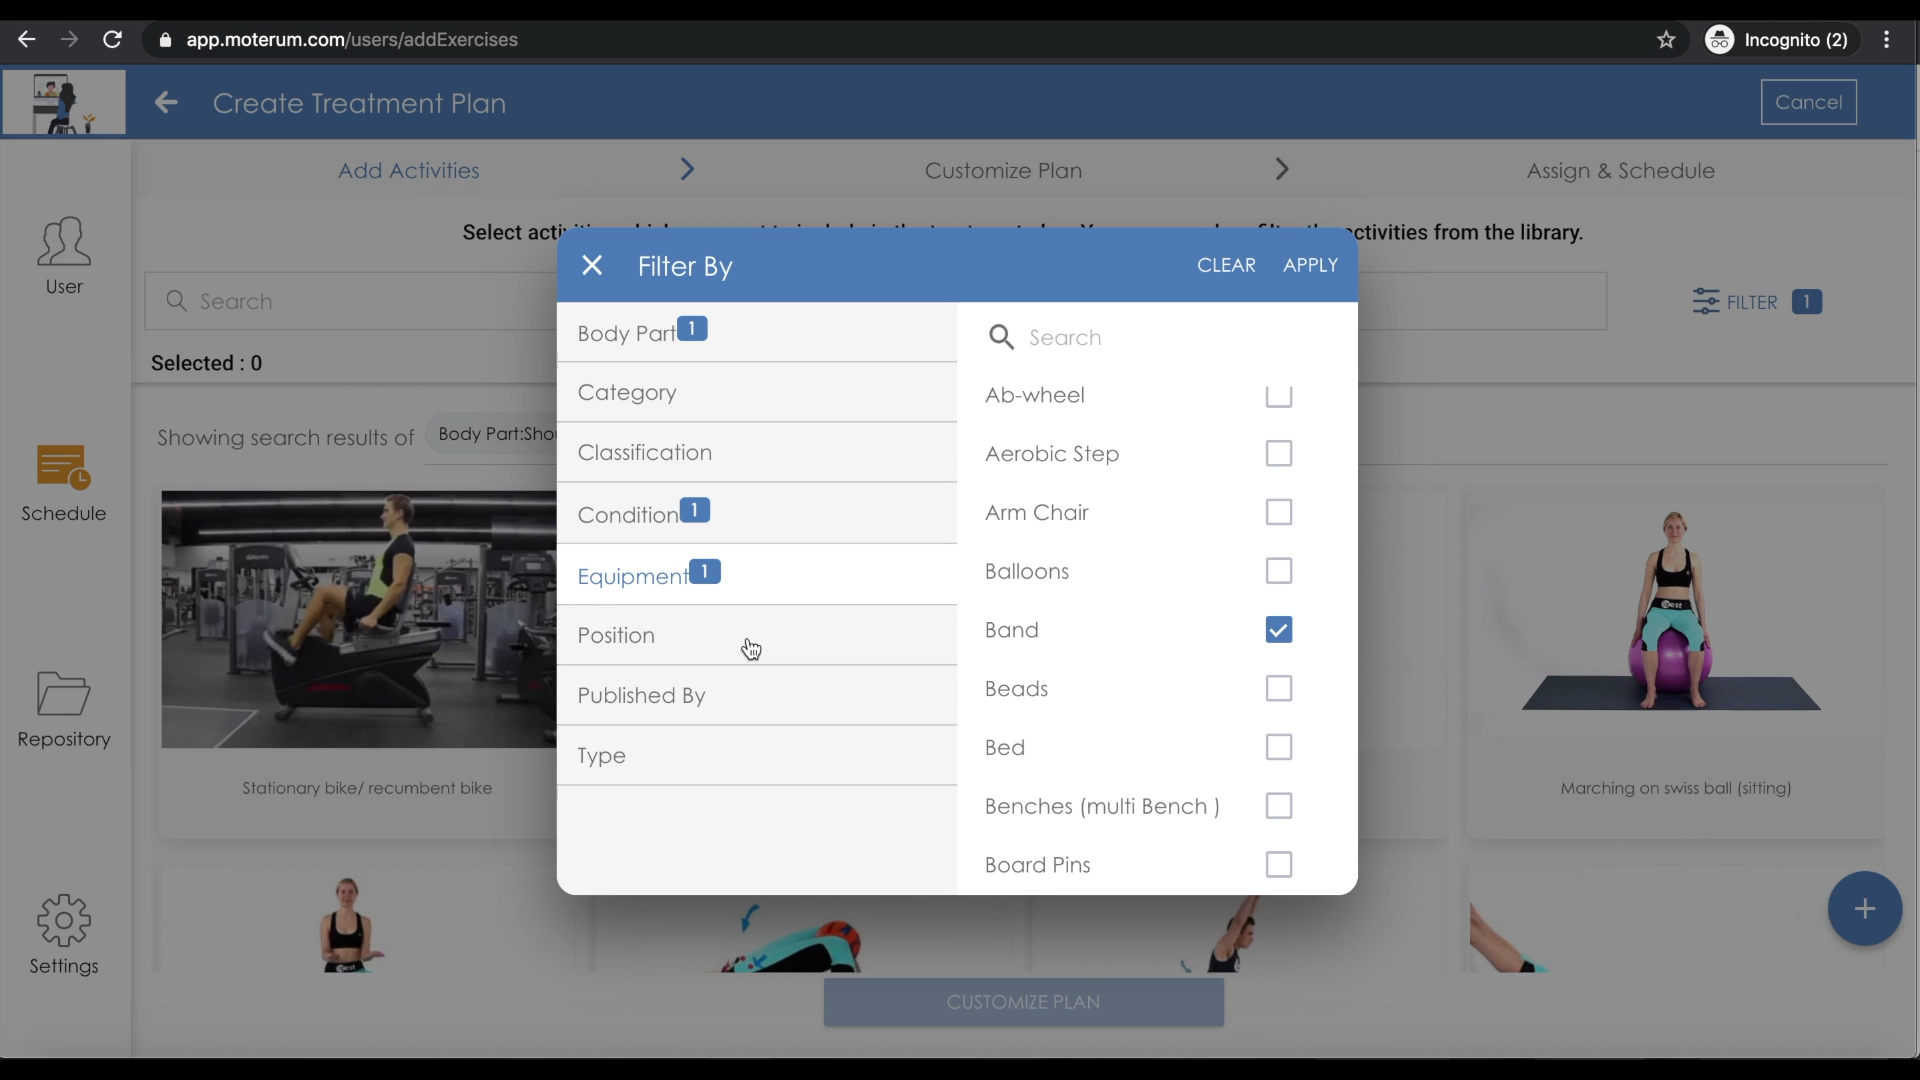 app.moterum.com/users/addExercises
Incognito (2)
Create Treatment Plan
Cancel
Add Activities
Customize Plan
Assign & Schedule
Select
activities from the library.
User
Search
FILTER 1
Selected : 0
Showing search results of
Body Part:Shou
Schedule
Repository
Settings
Filter By
CLEAR
APPLY
Body Part 1
Category
Classification
Condition 1
Equipment 1
Position
Published By
Type
Search
Ab-wheel
Aerobic Step
Arm Chair
Balloons
Band
Beads
Bed
Benches (multi Bench )
Board Pins
Stationary bike/ recumbent bike
Marching on swiss ball (sitting)
CUSTOMIZE PLAN